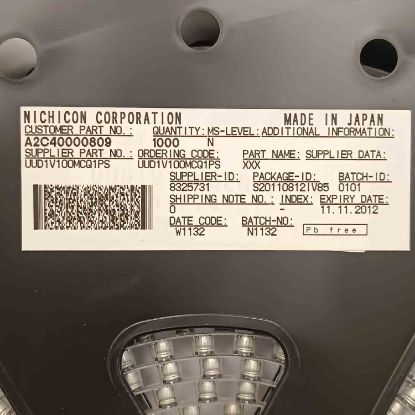 NICHICON CORPORATION MADE IN JAPAN
CUSTOMER PART NO.: QUANTITY: MS-LEVEL: ADDITIONAL INFORMATION:
A2C40000809 1000 N
SUPPLIER PART NO.: ORDERING CODE: PART NAME: SUPPLIER DATA:
UUD1V100MCQ1PS UUD1V100MCQ1PS XXX
SUPPLIER-ID: PACKAGE-ID: BATCH-ID:
8325731 S20110812IV85 0101
SHIPPING NOTE NO.: INDEX: EXPIRY DATE:
0 - 11.11.2012
DATE CODE: BATCH-NO:
W1132 N1132 Pb free